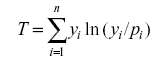 T = \sum_{i=1}^{n} y_i \ln (y_i / p_i)